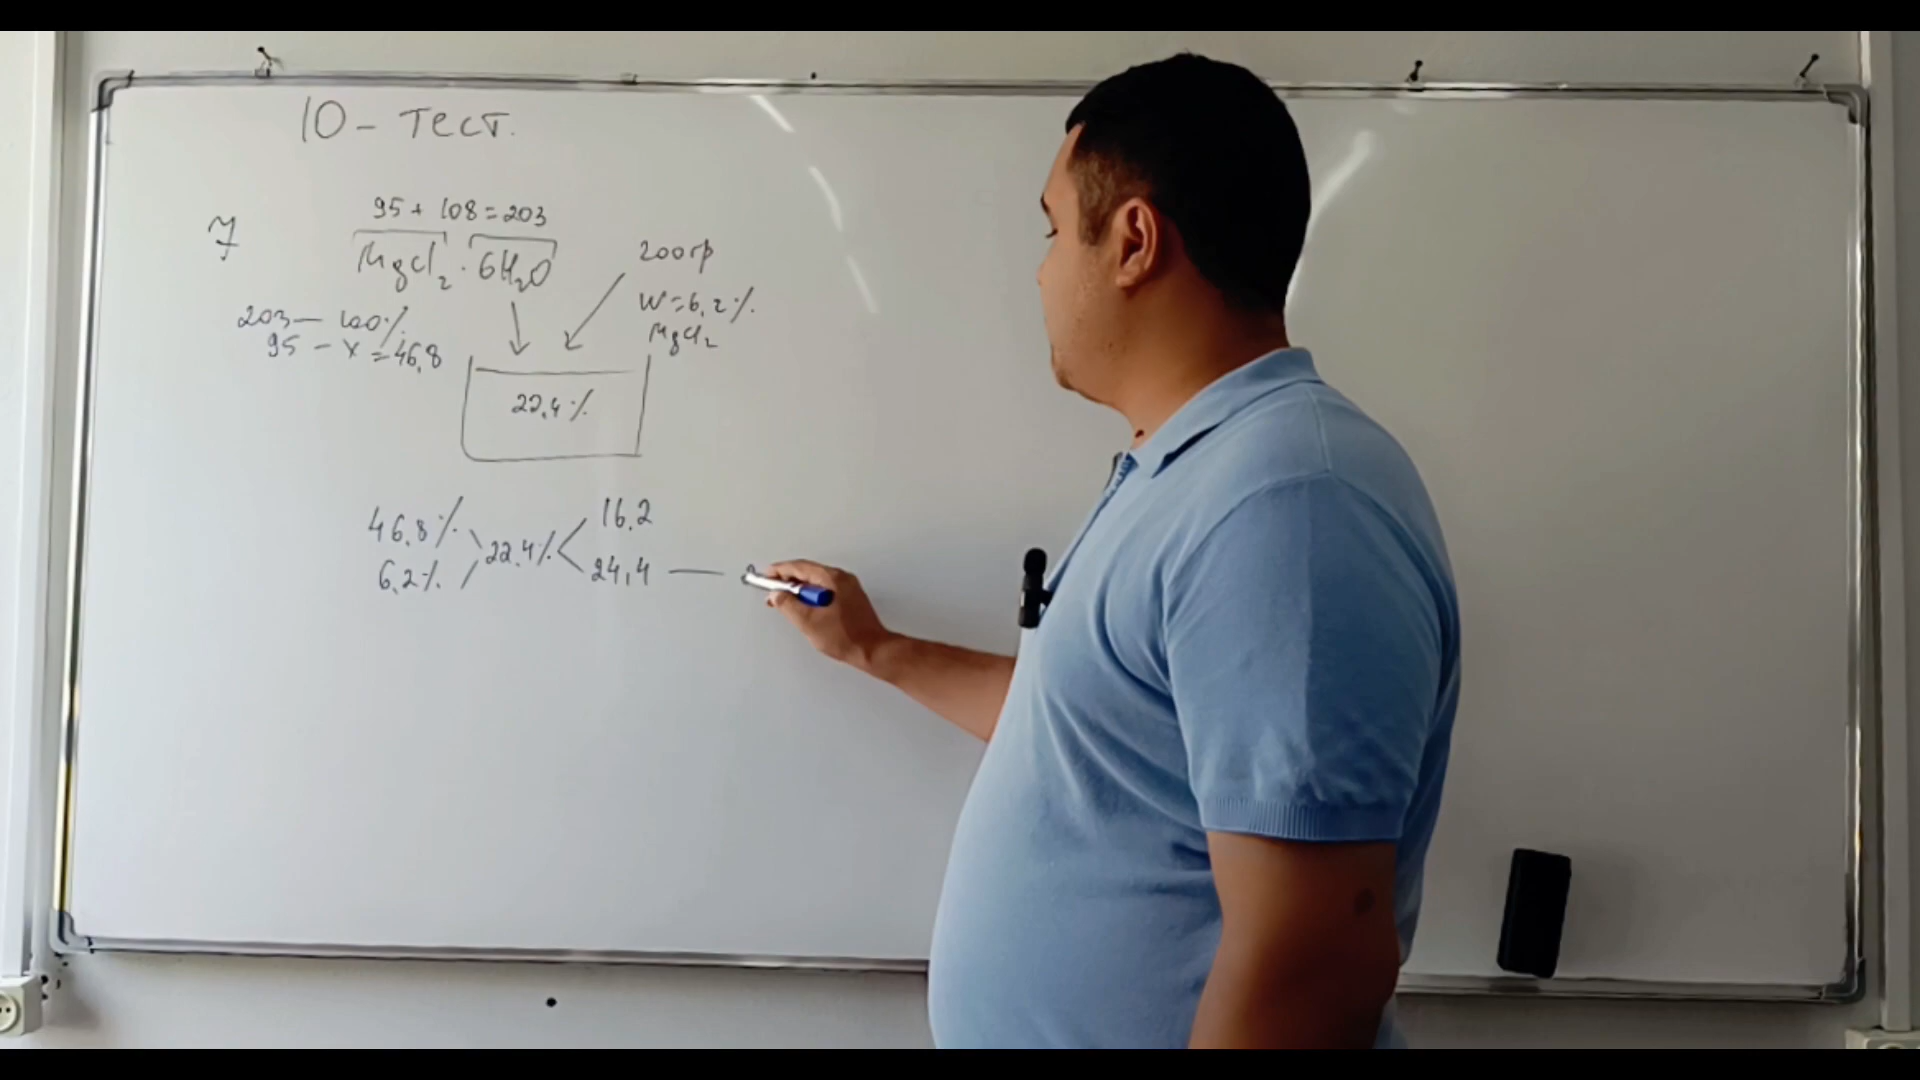 10 - тест.
7
95 + 108 = 203
MgCl₂ · 6H₂O
200гр
W = 6,2%
MgCl₂
203 — 100%
95 — x = 46,8
22,4%
46,8%
6,2%
22,4%
16,2
24,4 —